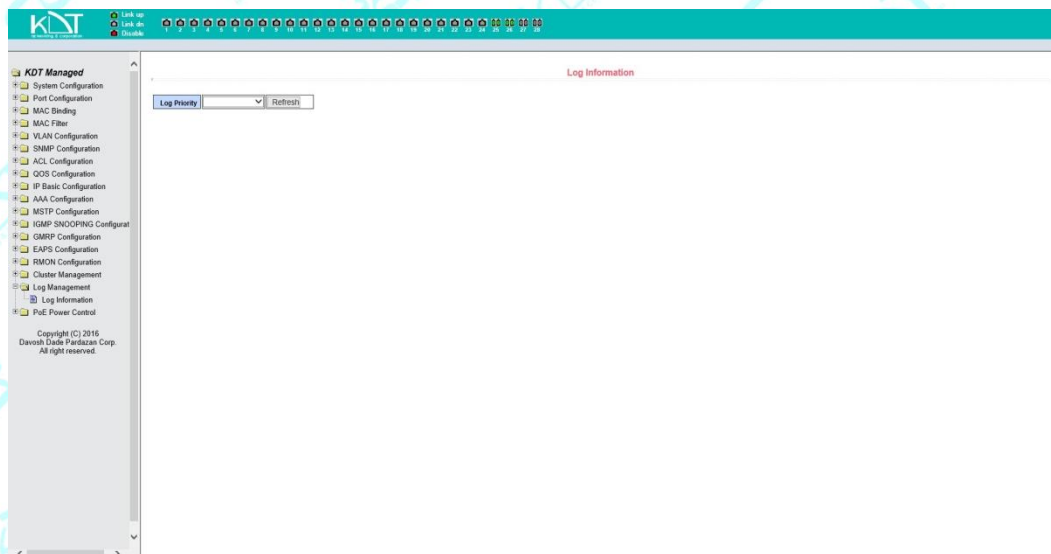 KDT
Link up
Link dn
Disable
1 2 3 4 5 6 7 8 9 10 11 12 13 14 15 16 17 18 19 20 21 22 23 24 25 26 27 28
KDT Managed
System Configuration
Port Configuration
MAC Binding
MAC Filter
VLAN Configuration
SNMP Configuration
ACL Configuration
QOS Configuration
IP Basic Configuration
AAA Configuration
MSTP Configuration
IGMP SNOOPING Configurat
GMRP Configuration
EAPS Configuration
RMON Configuration
Cluster Management
Log Management
Log Information
PoE Power Control
Copyright (C) 2016
Davosh Dade Pardazan Corp.
All right reserved.
Log Information
Log Priority Refresh